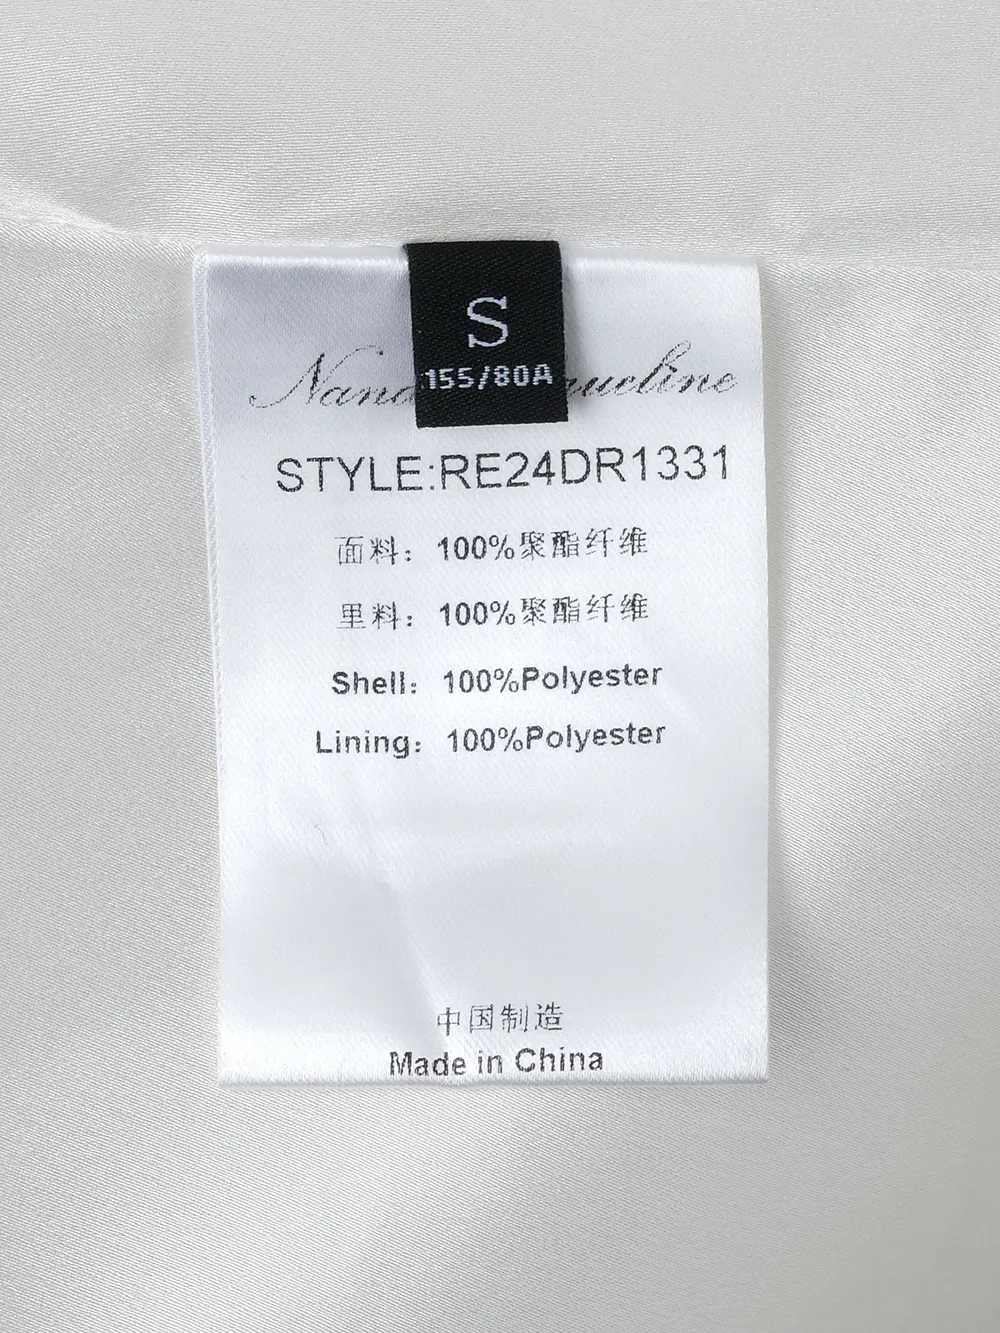 S
155/80A
STYLE:RE24DR1331
面料：100%聚酯纤维
里料：100%聚酯纤维
Shell：100%Polyester
Lining：100%Polyester
中国制造
Made in China